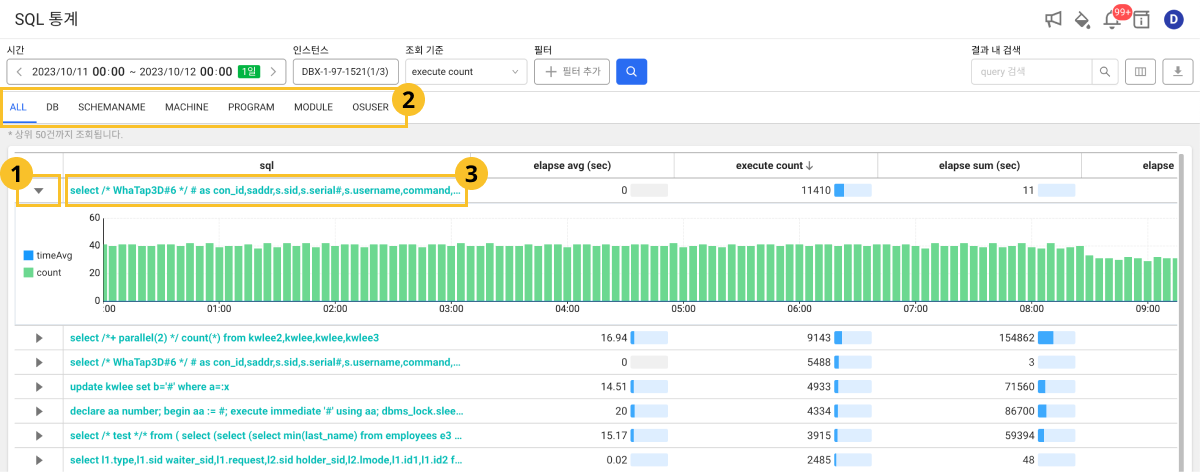 SQL 통계
99+
D
시간 인스턴스 조회 기준 필터 결과 내 검색
2023/10/11 00:00 ~ 2023/10/12 00:00 1일 DBX-1-97-1521(1/3) execute count 필터 추가 query 검색
ALL DB SCHEMANAME MACHINE PROGRAM MODULE OSUSER 2
* 상위 50건까지 조회됩니다.
sql elapse avg (sec) execute count ↓ elapse sum (sec) elapse
1 3
select /* WhaTap3D#6 */ # as con_id,saddr,s.sid,s.serial#,s.username,command,... 0 11410 11
60
40
20
0
timeAvg
count
:00 01:00 02:00 03:00 04:00 05:00 06:00 07:00 08:00 09:00
select /*+ parallel(2) */ count(*) from kwlee2,kwlee,kwlee,kwlee3 16.94 9143 154862
select /* WhaTap3D#6 */ # as con_id,saddr,s.sid,s.serial#,s.username,command,... 0 5488 3
update kwlee set b='#' where a=:x 14.51 4933 71560
declare aa number; begin aa := #; execute immediate '#' using aa; dbms_lock.slee... 20 4334 86700
select /* test */* from ( select (select (select min(last_name) from employees e3 ... 15.17 3915 59394
select l1.type,l1.sid waiter_sid,l1.request,l2.sid holder_sid,l2.lmode,l1.id1,l1.id2 f... 0.02 2485 48